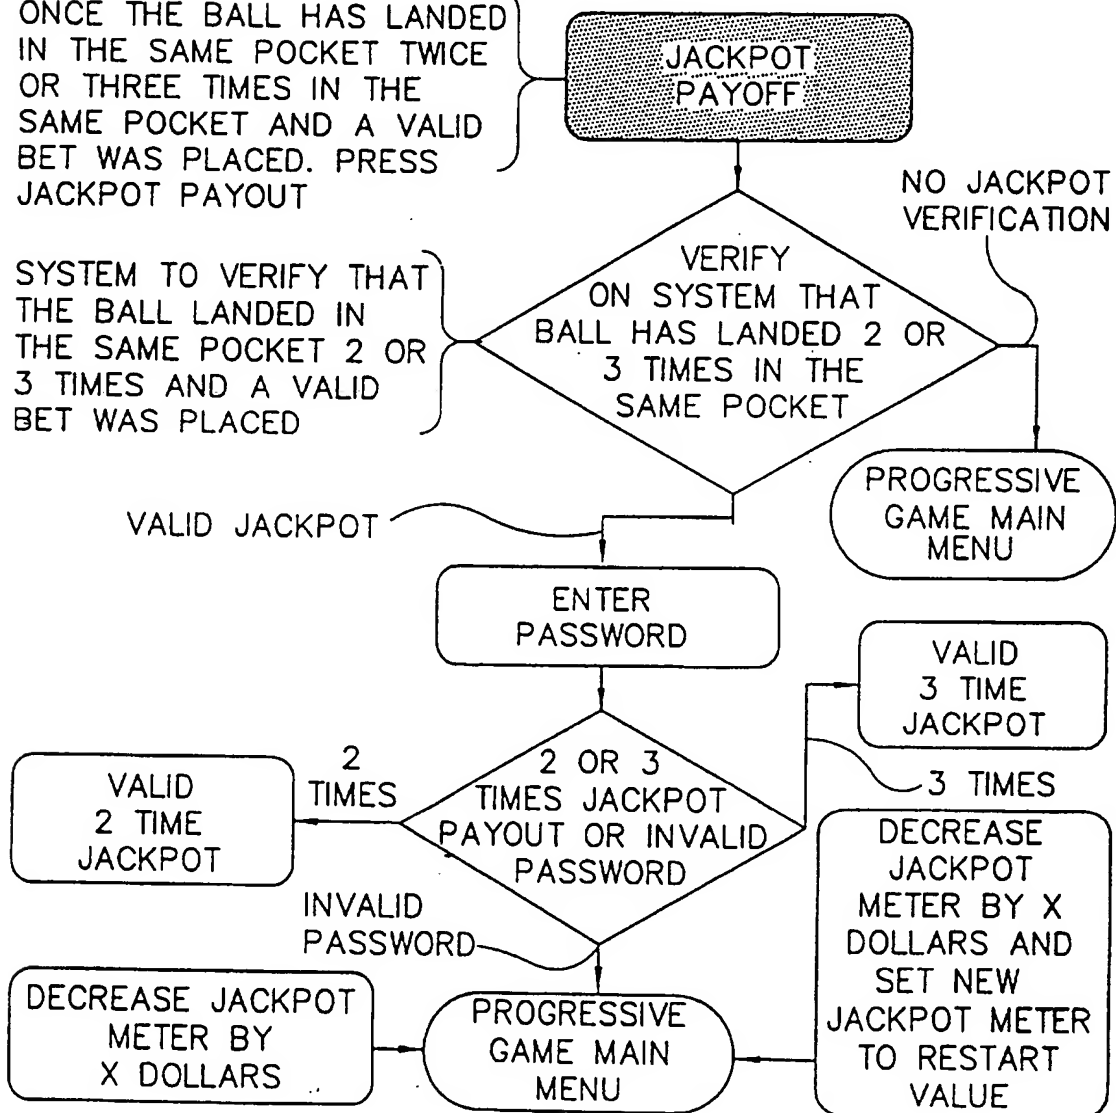 ONCE THE BALL HAS LANDED
IN THE SAME POCKET TWICE
OR THREE TIMES IN THE
SAME POCKET AND A VALID
BET WAS PLACED. PRESS
JACKPOT PAYOUT
JACKPOT
PAYOFF
NO JACKPOT
VERIFICATION
SYSTEM TO VERIFY THAT
THE BALL LANDED IN
THE SAME POCKET 2 OR
3 TIMES AND A VALID
BET WAS PLACED
VERIFY
ON SYSTEM THAT
BALL HAS LANDED 2 OR
3 TIMES IN THE
SAME POCKET
PROGRESSIVE
GAME MAIN
MENU
VALID JACKPOT
ENTER
PASSWORD
VALID
3 TIME
JACKPOT
3 TIMES
2 OR 3
TIMES JACKPOT
PAYOUT OR INVALID
PASSWORD
2
TIMES
VALID
2 TIME
JACKPOT
INVALID
PASSWORD
DECREASE
JACKPOT
METER BY X
DOLLARS AND
SET NEW
JACKPOT METER
TO RESTART
VALUE
DECREASE JACKPOT
METER BY
X DOLLARS
PROGRESSIVE
GAME MAIN
MENU